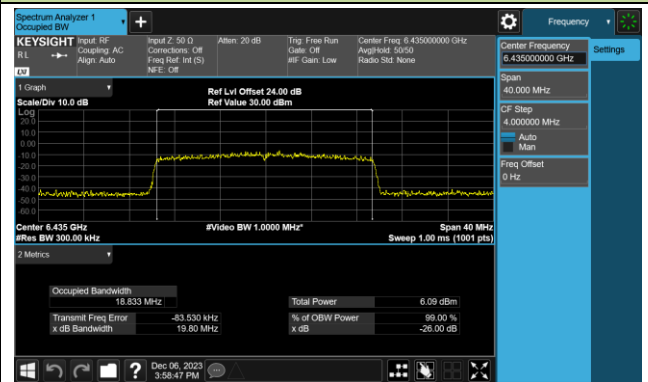 Spectrum Analyzer 1
Occupied BW
Frequency
KEYSIGHT
R L
Input: RF
Coupling: AC
Align: Auto
Input Z: 50 Ω
Corrections: Off
Freq Ref: Int (S)
NFE: Off
Atten: 20 dB
Trig: Free Run
Gate: Off
#IF Gain: Low
Center Freq: 6.435000000 GHz
Avg|Hold: 50/50
Radio Std: None
Center Frequency
6.435000000 GHz
Settings
Span
40.000 MHz
CF Step
4.000000 MHz
Auto
Man
Freq Offset
0 Hz
1 Graph
Scale/Div 10.0 dB
Ref Lvl Offset 24.00 dB
Ref Value 30.00 dBm
Log
20.0
10.0
0.00
-10.0
-20.0
-30.0
-40.0
-50.0
-60.0
Center 6.435 GHz
#Res BW 300.00 kHz
#Video BW 1.0000 MHz*
Span 40 MHz
Sweep 1.00 ms (1001 pts)
2 Metrics
Occupied Bandwidth
18.833 MHz
Total Power
6.09 dBm
Transmit Freq Error
-83.530 kHz
% of OBW Power
99.00 %
x dB Bandwidth
19.80 MHz
x dB
-26.00 dB
?
Dec 06, 2023
3:58:47 PM